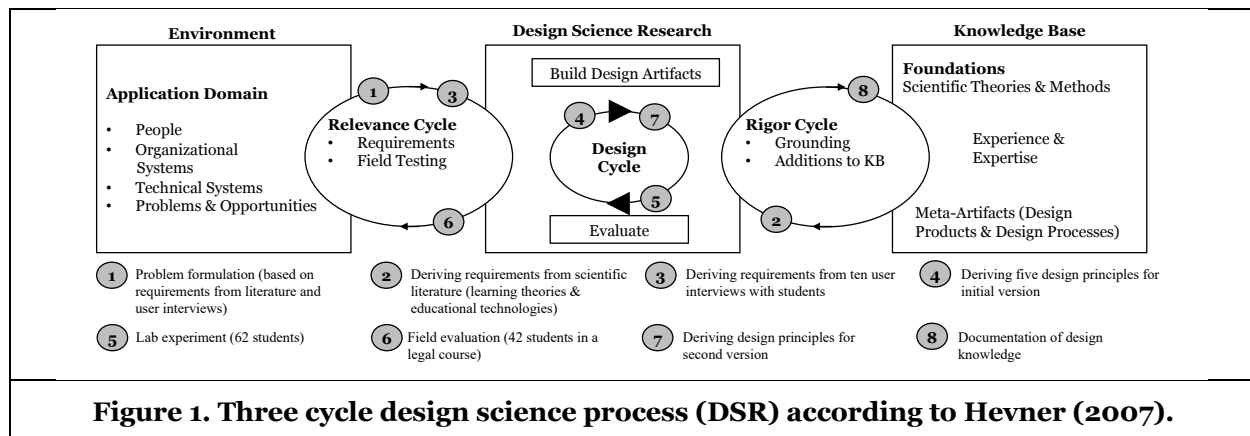 Environment
Design Science Research
Knowledge Base
Application Domain
• People
• Organizational
Systems
• Technical Systems
• Problems & Opportunities
1
3
Relevance Cycle
• Requirements
• Field Testing
6
Build Design Artifacts
4
7
Design
Cycle
5
Evaluate
8
Rigor Cycle
• Grounding
• Additions to KB
2
Foundations
Scientific Theories & Methods
Experience &
Expertise
Meta-Artifacts (Design
Products & Design Processes)
1 Problem formulation (based on
requirements from literature and
user interviews)
2 Deriving requirements from scientific
literature (learning theories &
educational technologies)
3 Deriving requirements from ten user
interviews with students
4 Deriving five design principles for
initial version
5 Lab experiment (62 students)
6 Field evaluation (42 students in a
legal course)
7 Deriving design principles for
second version
8 Documentation of design
knowledge
Figure 1. Three cycle design science process (DSR) according to Hevner (2007).